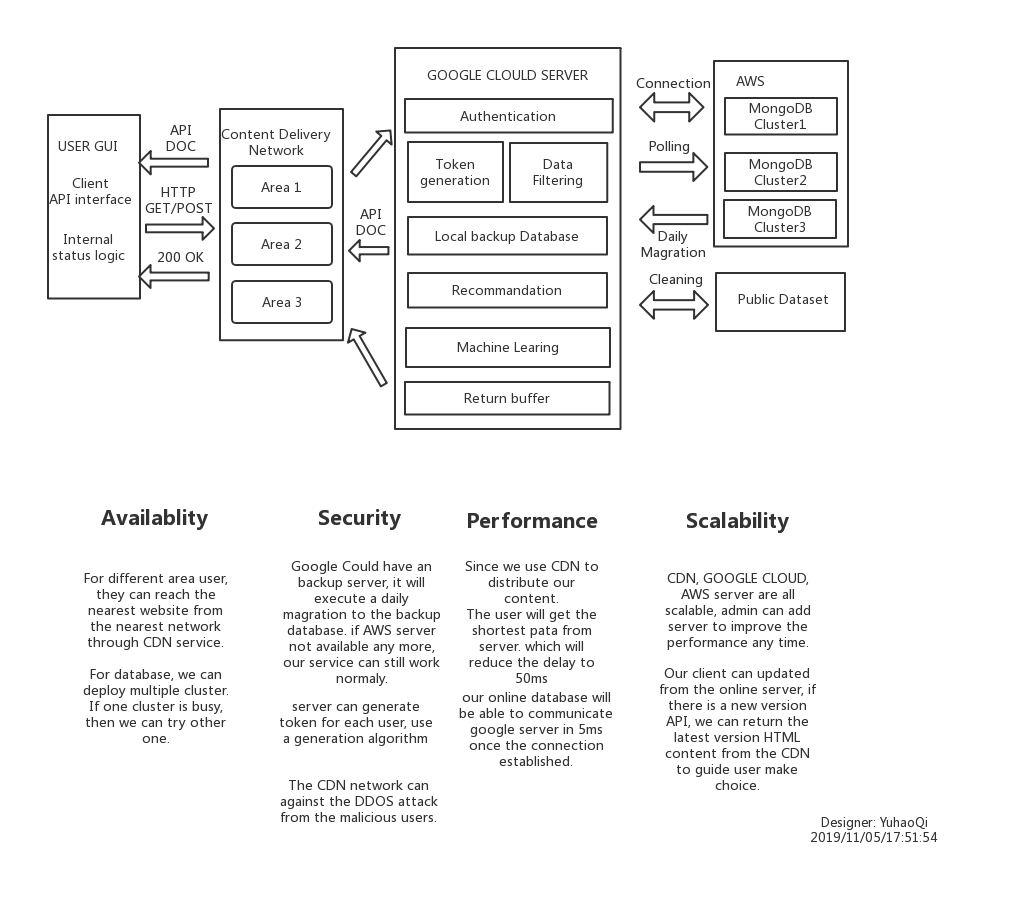 USER GUI
Client
API interface
Internal
status logic
API
DOC
HTTP
GET/POST
200 OK
Content Delivery
Network
Area 1
Area 2
Area 3
API
DOC
GOOGLE CLOULD SERVER
Authentication
Token
generation
Data
Filtering
Local backup Database
Recommandation
Machine Learing
Return buffer
Connection
Polling
Daily
Magration
Cleaning
AWS
MongoDB
Cluster1
MongoDB
Cluster2
MongoDB
Cluster3
Public Dataset
Availablity
For different area user,
they can reach the
nearest website from
the nearest network
through CDN service.
For database, we can
deploy multiple cluster.
If one cluster is busy,
then we can try other
one.
Security
Google Could have an
backup server, it will
execute a daily
magration to the backup
database. if AWS server
not available any more,
our service can still work
normaly.
server can generate
token for each user, use
a generation algorithm
The CDN network can
against the DDOS attack
from the malicious users.
Performance
Since we use CDN to
distribute our
content.
The user will get the
shortest pata from
server. which will
reduce the delay to
50ms
our online database will
be able to communicate
google server in 5ms
once the connection
established.
Scalability
CDN, GOOGLE CLOUD,
AWS server are all
scalable, admin can add
server to improve the
performance any time.
Our client can updated
from the online server, if
there is a new version
API, we can return the
latest version HTML
content from the CDN
to guide user make
choice.
Designer: YuhaoQi
2019/11/05/17:51:54